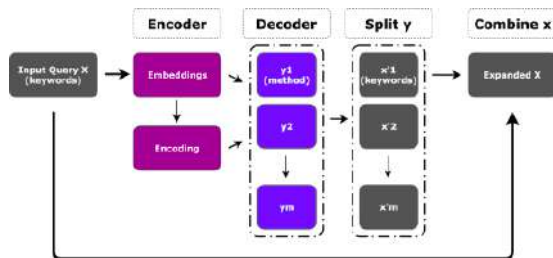 Encoder
Decoder
Split y
Combine x
Input Query X
(keywords)
Embeddings
Encoding
y1
(method)
y2
ym
x'1
(keywords)
x'2
x'm
Expanded X